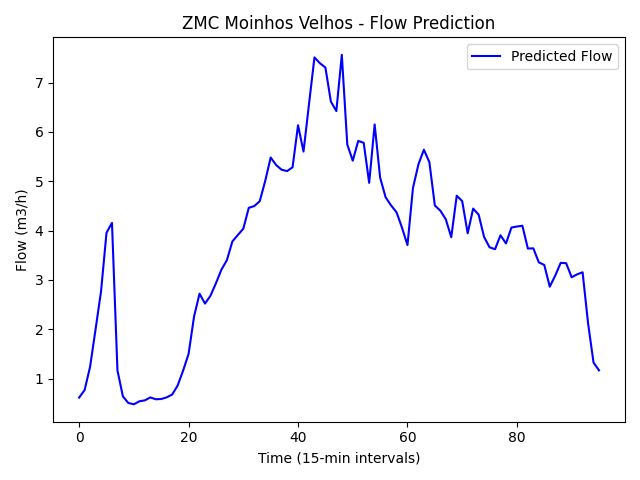 ZMC Moinhos Velhos - Flow Prediction
Predicted Flow
Flow (m3/h)
7
6
5
4
3
2
1
0 20 40 60 80
Time (15-min intervals)